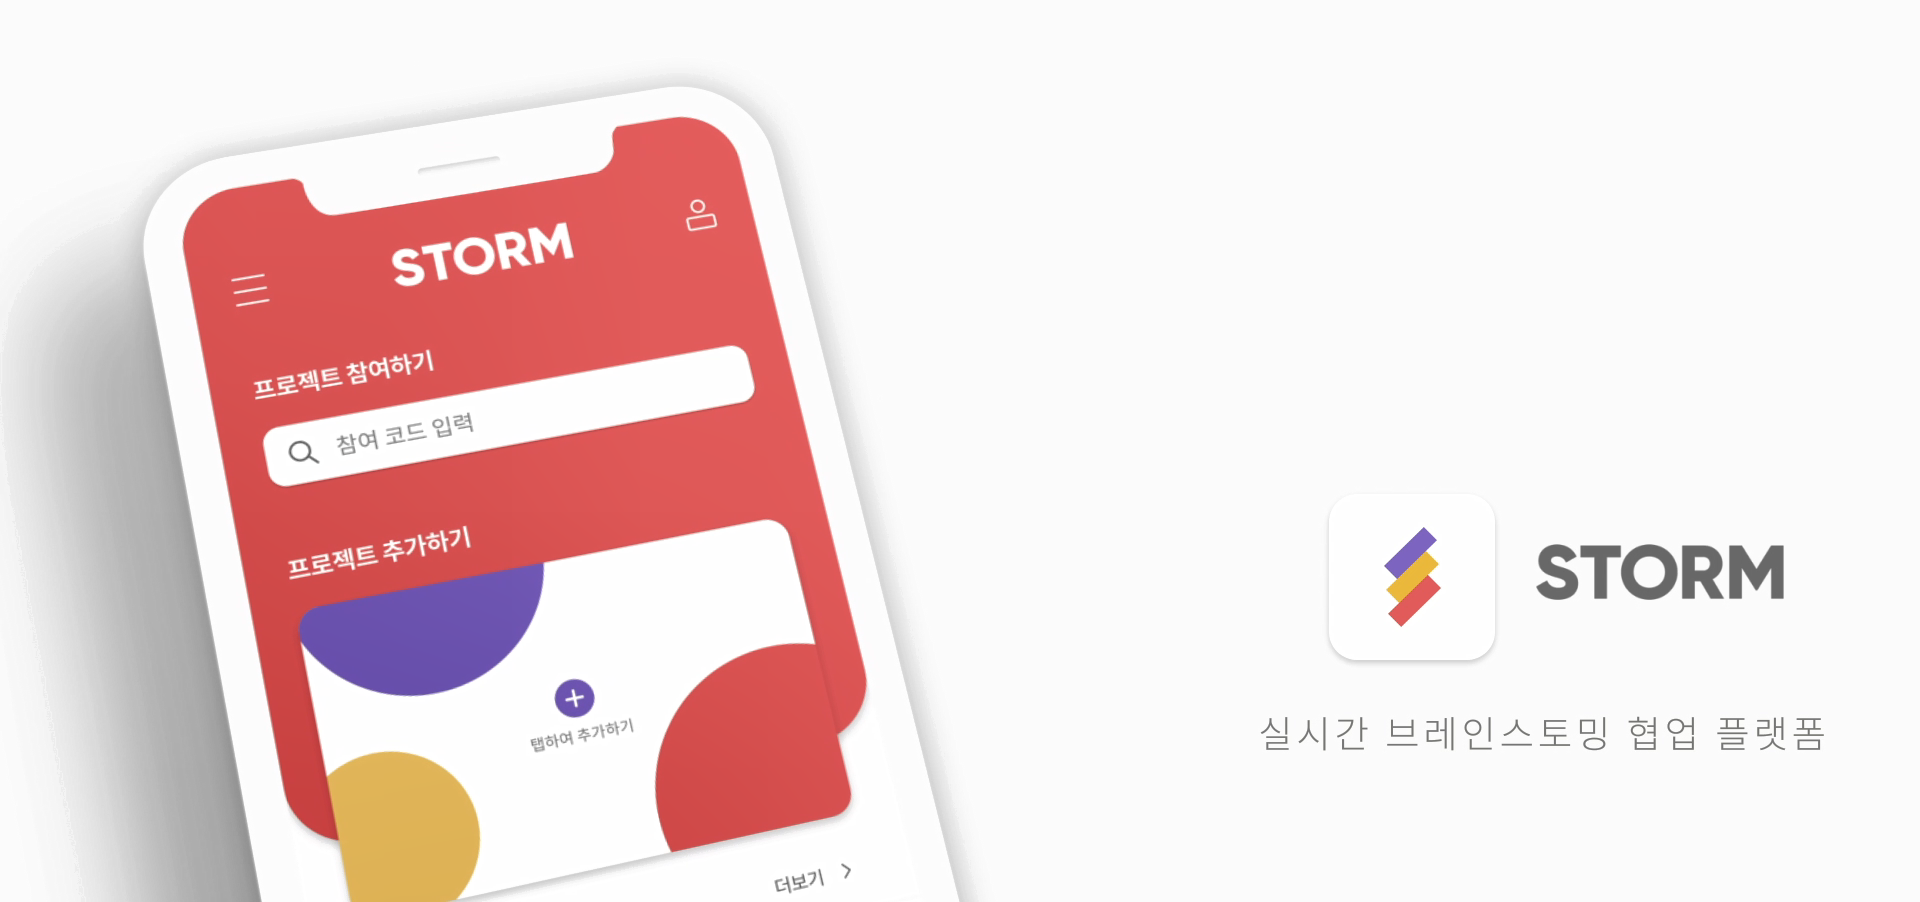 STORM
프로젝트 참여하기
참여 코드 입력
프로젝트 추가하기
탭하여 추가하기
더보기
STORM
실시간 브레인스토밍 협업 플랫폼